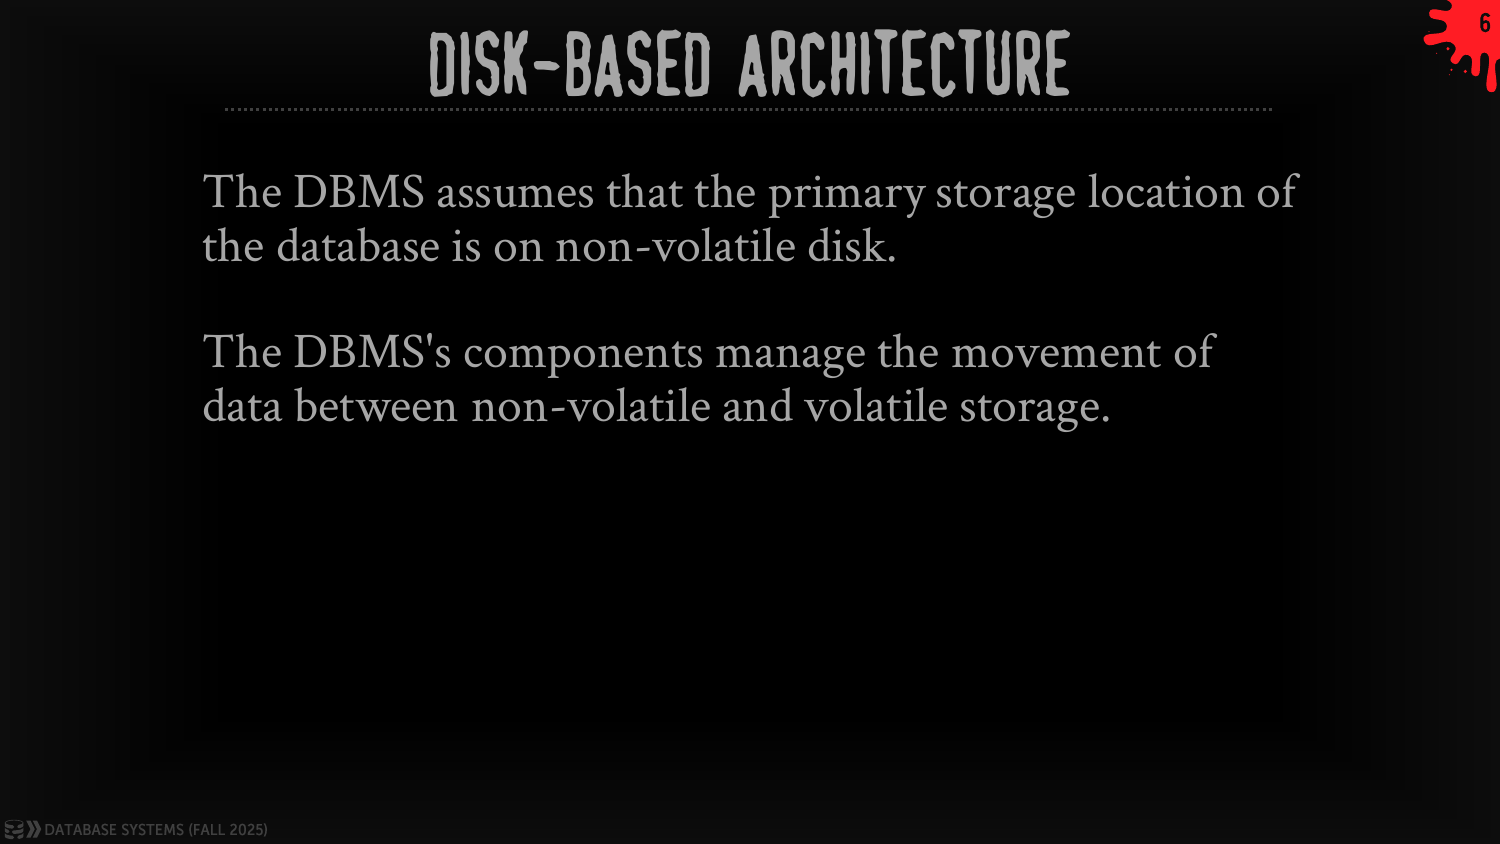 6
DISK-BASED ARCHITECTURE
The DBMS assumes that the primary storage location of
the database is on non-volatile disk.
The DBMS's components manage the movement of
data between non-volatile and volatile storage.
DATABASE SYSTEMS (FALL 2025)